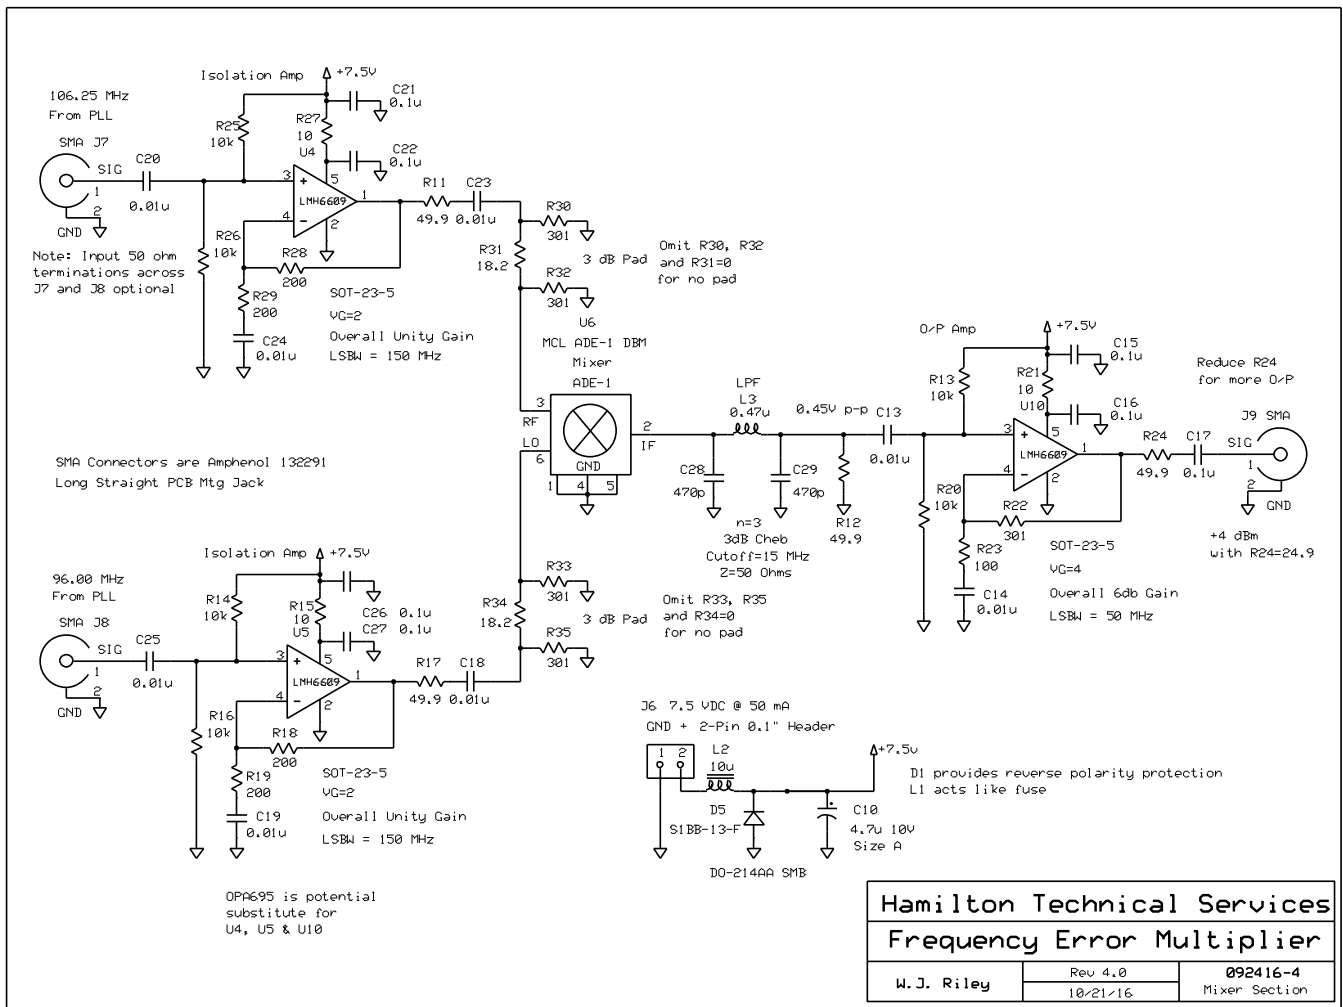 Isolation Amp
+7.5V
106.25 MHz
From PLL
SMA J7
SIG
1
2
GND
C20
0.01u
Note: Input 50 ohm
terminations across
J7 and J8 optional
R25
10k
R26
10k
R27
10
U4
C21
0.1u
C22
0.1u
3
+
4
-
5
2
1
LMH6609
R28
200
R29
200
C24
0.01u
SOT-23-5
VG=2
Overall Unity Gain
LSBW = 150 MHz
R11
49.9
C23
0.01u
R30
301
R31
18.2
R32
301
3 dB Pad
Omit R30, R32
and R31=0
for no pad
U6
MCL ADE-1 DBM
Mixer
ADE-1
3
RF
LO
6
2
IF
GND
1
4
5
LPF
L3
0.47u
C28
470p
C29
470p
n=3
3dB Cheb
Cutoff=15 MHz
Z=50 Ohms
0.45V p-p
R12
49.9
C13
0.01u
O/P Amp
+7.5V
R13
10k
R20
10k
R21
10
U10
C15
0.1u
C16
0.1u
3
+
4
-
5
2
1
LMH6609
R22
301
R23
100
C14
0.01u
SOT-23-5
VG=4
Overall 6db Gain
LSBW = 50 MHz
R24
49.9
C17
0.1u
Reduce R24
for more O/P
J9 SMA
SIG
1
2
GND
+4 dBm
with R24=24.9
SMA Connectors are Amphenol 132291
Long Straight PCB Mtg Jack
Isolation Amp
+7.5V
96.00 MHz
From PLL
SMA J8
SIG
1
2
GND
C25
0.01u
R14
10k
R16
10k
R15
10
U5
C26 0.1u
C27 0.1u
3
+
4
-
5
2
1
LMH6609
R18
200
R19
200
C19
0.01u
SOT-23-5
VG=2
Overall Unity Gain
LSBW = 150 MHz
R17
49.9
C18
0.01u
R33
301
R34
18.2
R35
301
3 dB Pad
Omit R33, R35
and R34=0
for no pad
OPA695 is potential
substitute for
U4, U5 & U10
J6 7.5 VDC @ 50 mA
GND + 2-Pin 0.1" Header
1 2
L2
10u
D5
S1BB-13-F
DO-214AA SMB
+
C10
4.7u 10V
Size A
+7.5v
D1 provides reverse polarity protection
L1 acts like fuse
Hamilton Technical Services
Frequency Error Multiplier
W.J. Riley
Rev 4.0
10/21/16
092416-4
Mixer Section